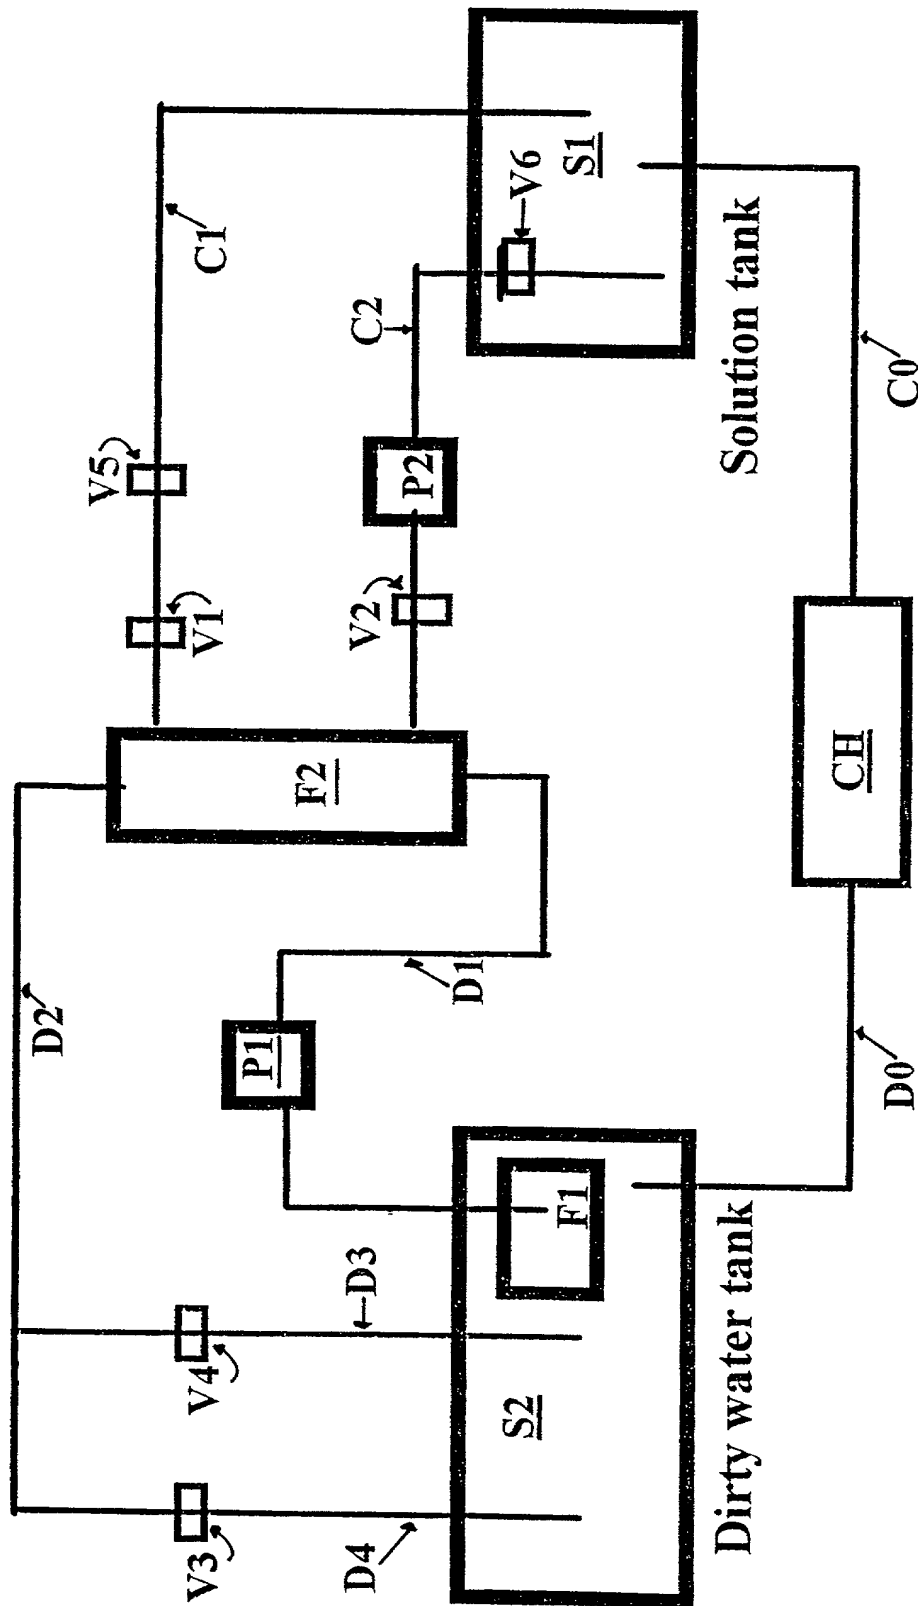 D2
C1
V5
V1
C2
V6
S1
P2
V2
F2
P1
D1
D3
V4
F1
S2
V3
D4
Solution tank
Dirty water tank
C0
CH
D0